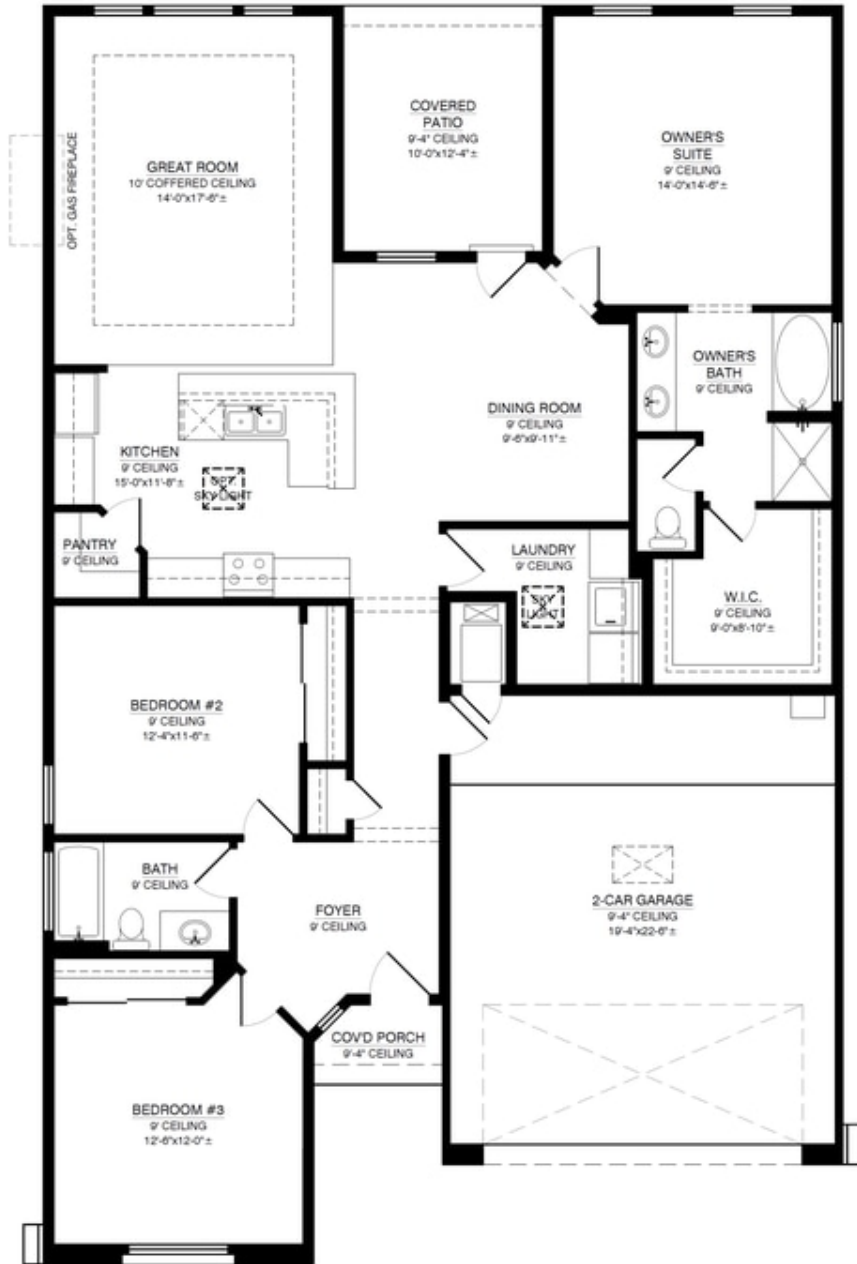 GREAT ROOM
10' COFFERED CEILING
14'-0"x17'-6"±
OPT. GAS FIREPLACE
COVERED
PATIO
9'-4" CEILING
10'-0"x12'-4"±
OWNER'S
SUITE
9' CEILING
14'-0"x14'-6"±
OWNER'S
BATH
9' CEILING
DINING ROOM
9' CEILING
9'-6"x9'-11"±
KITCHEN
9' CEILING
15'-0"x11'-8"±
OPT.
SKYLIGHT
PANTRY
9' CEILING
LAUNDRY
9' CEILING
SKY
LIGHT
W.I.C.
9' CEILING
9'-0"x8'-10"±
BEDROOM #2
9' CEILING
12'-4"x11'-6"±
BATH
9' CEILING
FOYER
9' CEILING
2-CAR GARAGE
9'-4" CEILING
19'-4"x22'-6"±
COV'D PORCH
9'-4" CEILING
BEDROOM #3
9' CEILING
12'-6"x12'-0"±